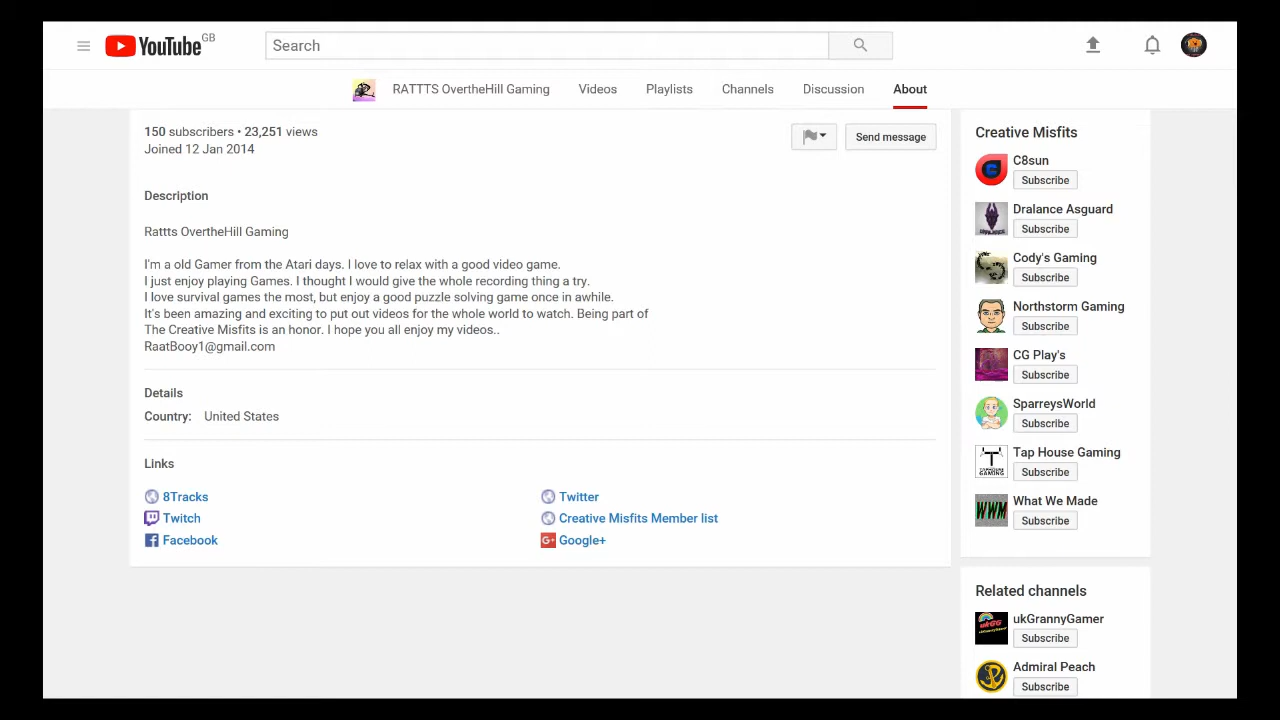 YouTube GB
Search
RATTTS OvertheHill Gaming Videos Playlists Channels Discussion About
150 subscribers • 23,251 views
Joined 12 Jan 2014
Send message
Description
Rattts OvertheHill Gaming
I'm a old Gamer from the Atari days. I love to relax with a good video game.
I just enjoy playing Games. I thought I would give the whole recording thing a try.
I love survival games the most, but enjoy a good puzzle solving game once in awhile.
It's been amazing and exciting to put out videos for the whole world to watch. Being part of
The Creative Misfits is an honor. I hope you all enjoy my videos..
RaatBooy1@gmail.com
Details
Country: United States
Links
8Tracks
Twitter
Twitch
Creative Misfits Member list
Facebook
G+ Google+
Creative Misfits
C8sun
Subscribe
Dralance Asguard
Subscribe
Cody's Gaming
Subscribe
Northstorm Gaming
Subscribe
CG Play's
Subscribe
SparreysWorld
Subscribe
Tap House Gaming
Subscribe
WWM
What We Made
Subscribe
Related channels
ukGG
ukGrannyGamer
Subscribe
Admiral Peach
Subscribe